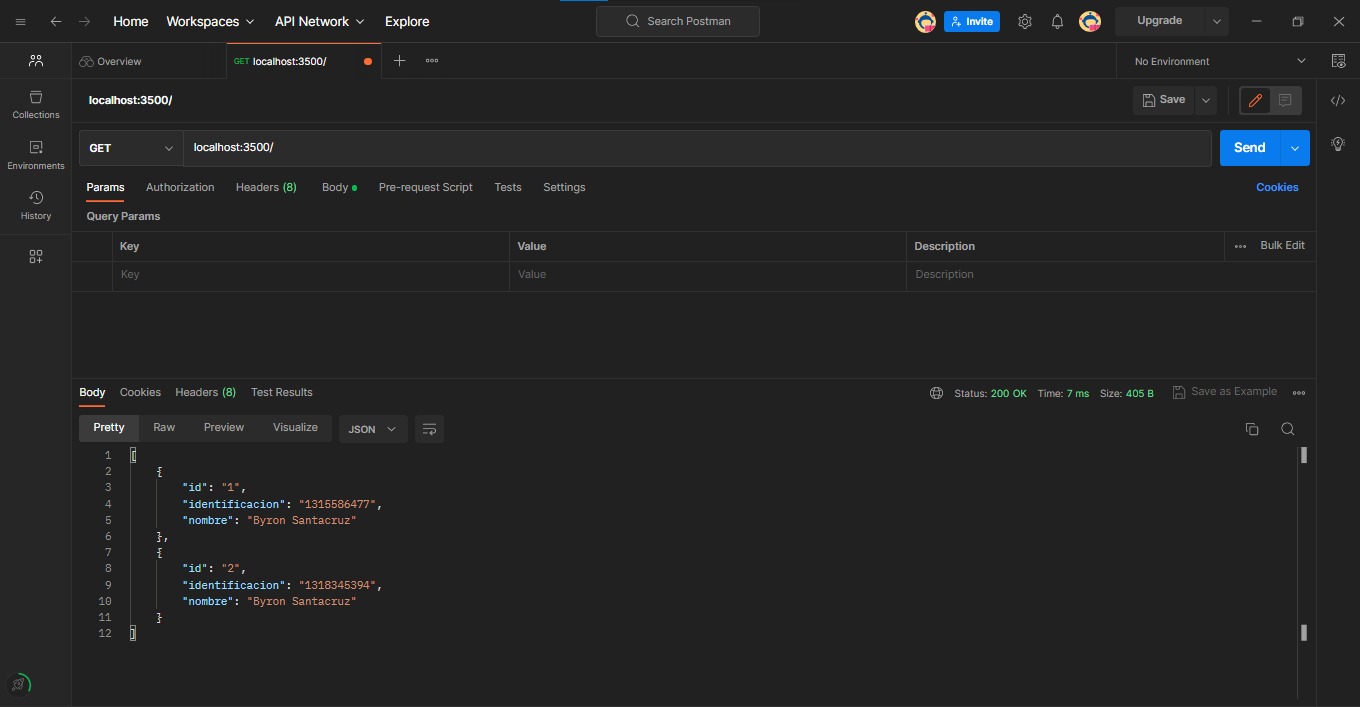 Home Workspaces API Network Explore Search Postman Invite Upgrade
Overview GET localhost:3500/ No Environment
localhost:3500/ Save
Collections
GET localhost:3500/ Send
Environments
Params Authorization Headers (8) Body Pre-request Script Tests Settings Cookies
History
Query Params
Key Value Description Bulk Edit
Key Value Description
Body Cookies Headers (8) Test Results Status: 200 OK Time: 7 ms Size: 405 B Save as Example
Pretty Raw Preview Visualize JSON
1 [
2 {
3 "id": "1",
4 "identificacion": "1315586477",
5 "nombre": "Byron Santacruz"
6 },
7 {
8 "id": "2",
9 "identificacion": "1318345394",
10 "nombre": "Byron Santacruz"
11 }
12 ]